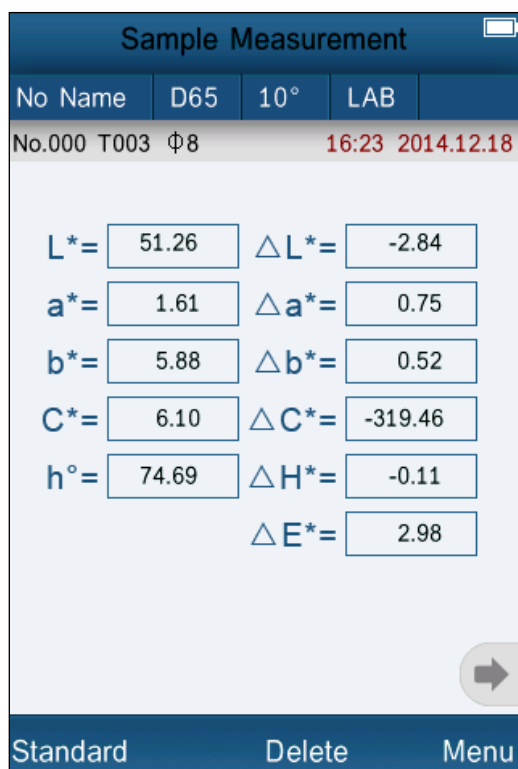 Sample Measurement
No Name D65 10° LAB
No.000 T003 Φ8 16:23 2014.12.18
L*= 51.26 △L*= -2.84
a*= 1.61 △a*= 0.75
b*= 5.88 △b*= 0.52
C*= 6.10 △C*= -319.46
h°= 74.69 △H*= -0.11
△E*= 2.98
Standard Delete Menu